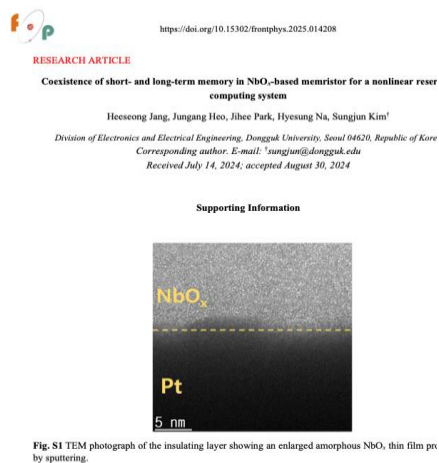 fop
https://doi.org/10.15302/frontphys.2025.014208
RESEARCH ARTICLE
Coexistence of short- and long-term memory in NbOx-based memristor for a nonlinear reser
computing system
Heeseong Jang, Jungang Heo, Jihee Park, Hyesung Na, Sungjun Kim†
Division of Electronics and Electrical Engineering, Dongguk University, Seoul 04620, Republic of Kore
Corresponding author. E-mail: †sungjun@dongguk.edu
Received July 14, 2024; accepted August 30, 2024
Supporting Information
NbOx
Pt
5 nm
Fig. S1 TEM photograph of the insulating layer showing an enlarged amorphous NbOx thin film pro
by sputtering.